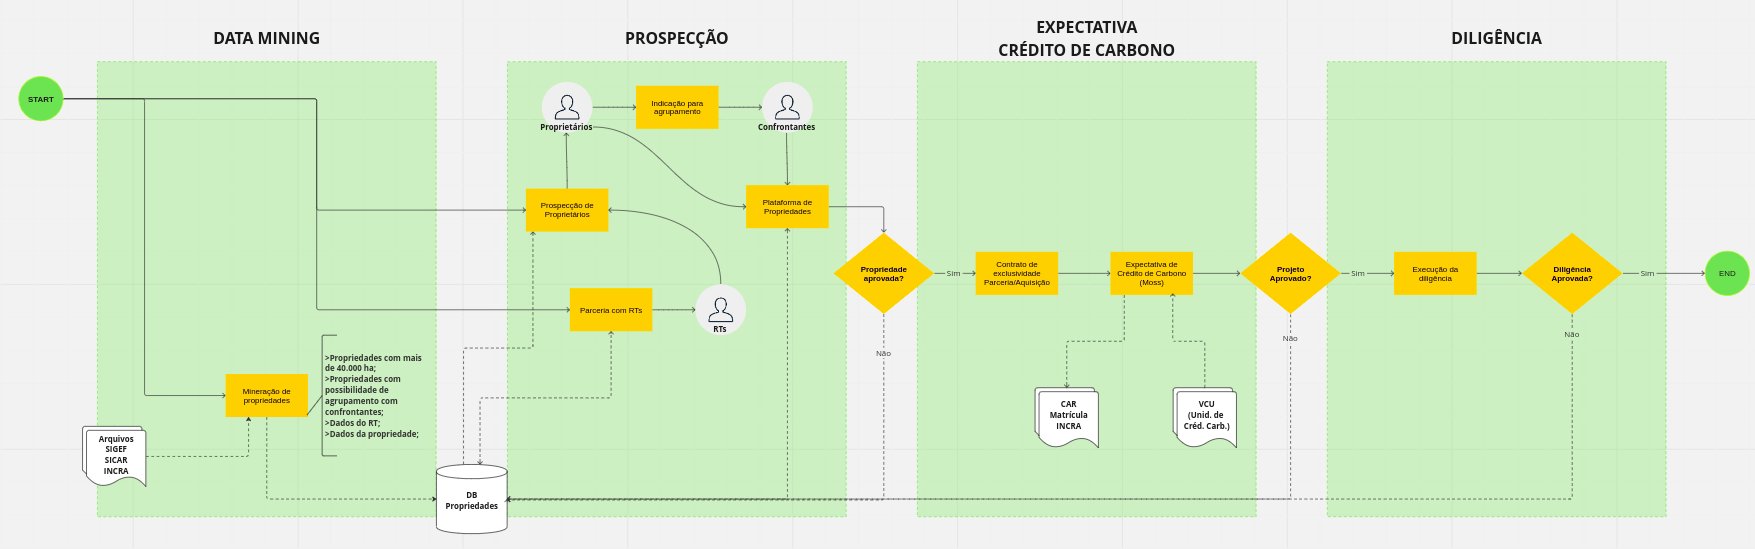 DATA MINING
PROSPECÇÃO
EXPECTATIVA
CRÉDITO DE CARBONO
DILIGÊNCIA
START
Proprietários
Indicação para
agrupamento
Confrontantes
Prospecção de
Proprietários
Plataforma de
Propriedades
Parceria com RTs
RTs
Propriedade
aprovada?
Sim
Não
Contrato de
exclusividade
Parceria/Aquisição
Expectativa de
Crédito de Carbono
(Moss)
Projeto
Aprovado?
Sim
Não
Execução da
diligência
Diligência
Aprovada?
Sim
Não
END
Mineração de
propriedades
>Propriedades com mais
de 40.000 ha;
>Propriedades com
possibilidade de
agrupamento com
confrontantes;
>Dados do RT;
>Dados da propriedade;
Arquivos
SIGEF
SICAR
INCRA
DB
Propriedades
CAR
Matrícula
INCRA
VCU
(Unid. de
Créd. Carb.)